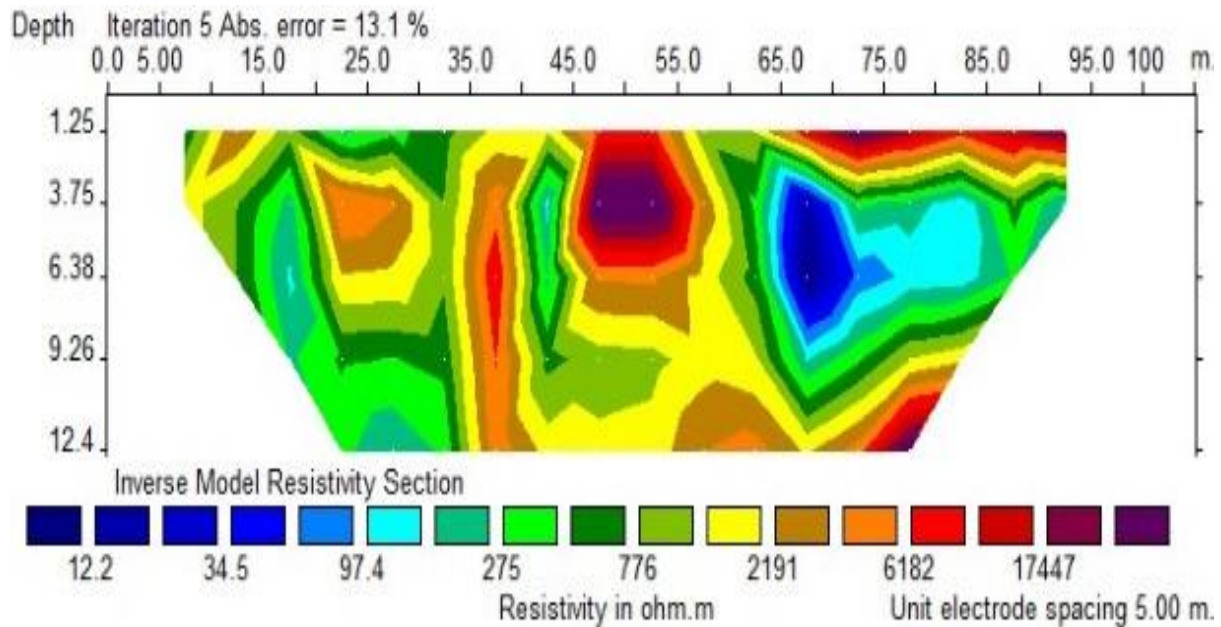 Depth Iteration 5 Abs. error = 13.1 %
0.0 5.00 15.0 25.0 35.0 45.0 55.0 65.0 75.0 85.0 95.0 100 m.
1.25
3.75
6.38
9.26
12.4
Inverse Model Resistivity Section
12.2 34.5 97.4 275 776 2191 6182 17447
Resistivity in ohm.m Unit electrode spacing 5.00 m.